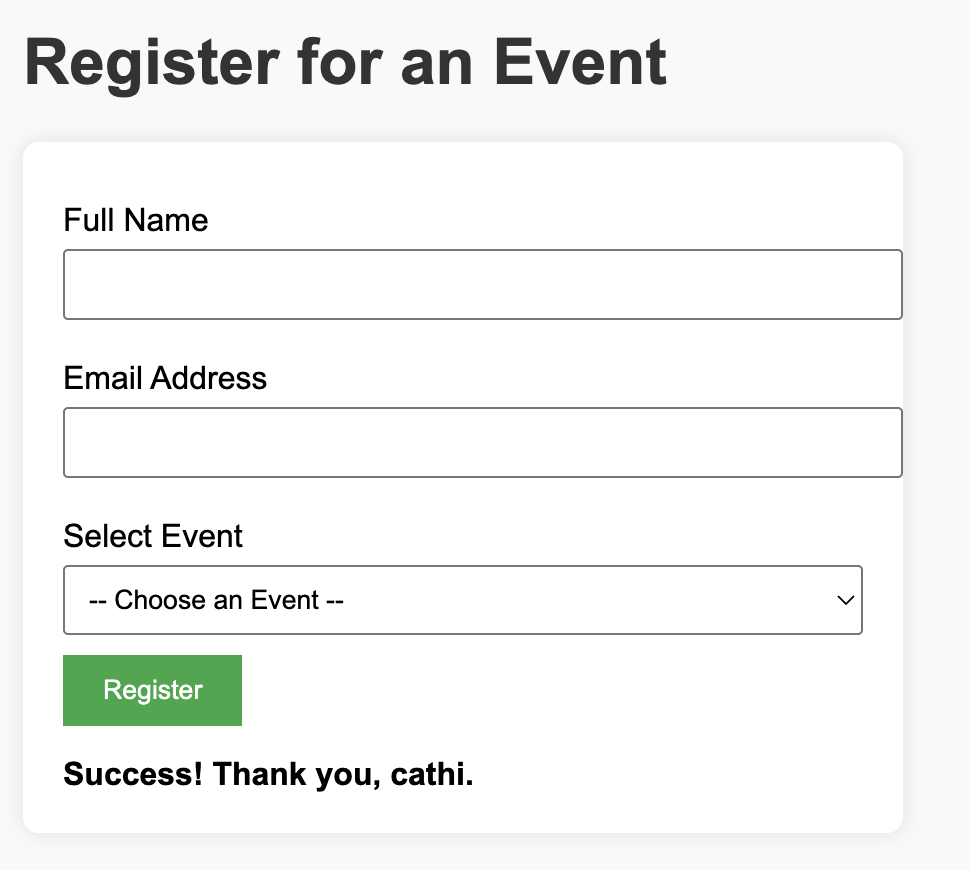 Register for an Event
Full Name
Email Address
Select Event
-- Choose an Event --
Register
Success! Thank you, cathi.